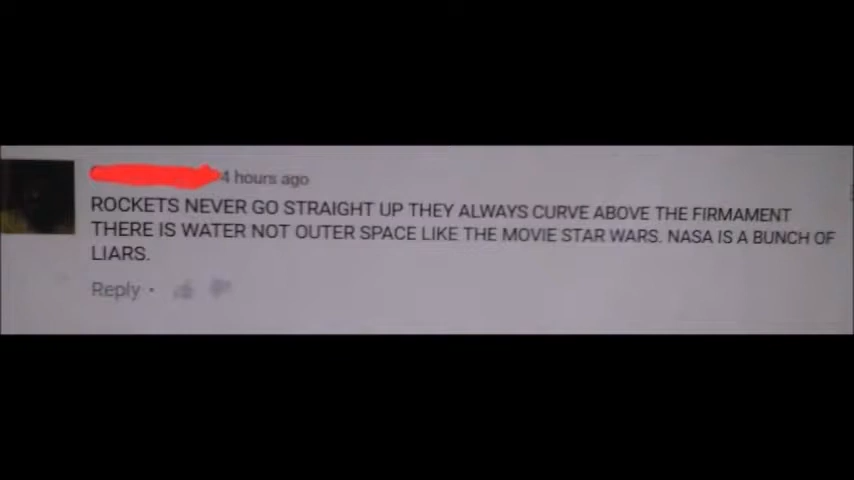 4 hours ago
ROCKETS NEVER GO STRAIGHT UP THEY ALWAYS CURVE ABOVE THE FIRMAMENT
THERE IS WATER NOT OUTER SPACE LIKE THE MOVIE STAR WARS. NASA IS A BUNCH OF
LIARS.
Reply •